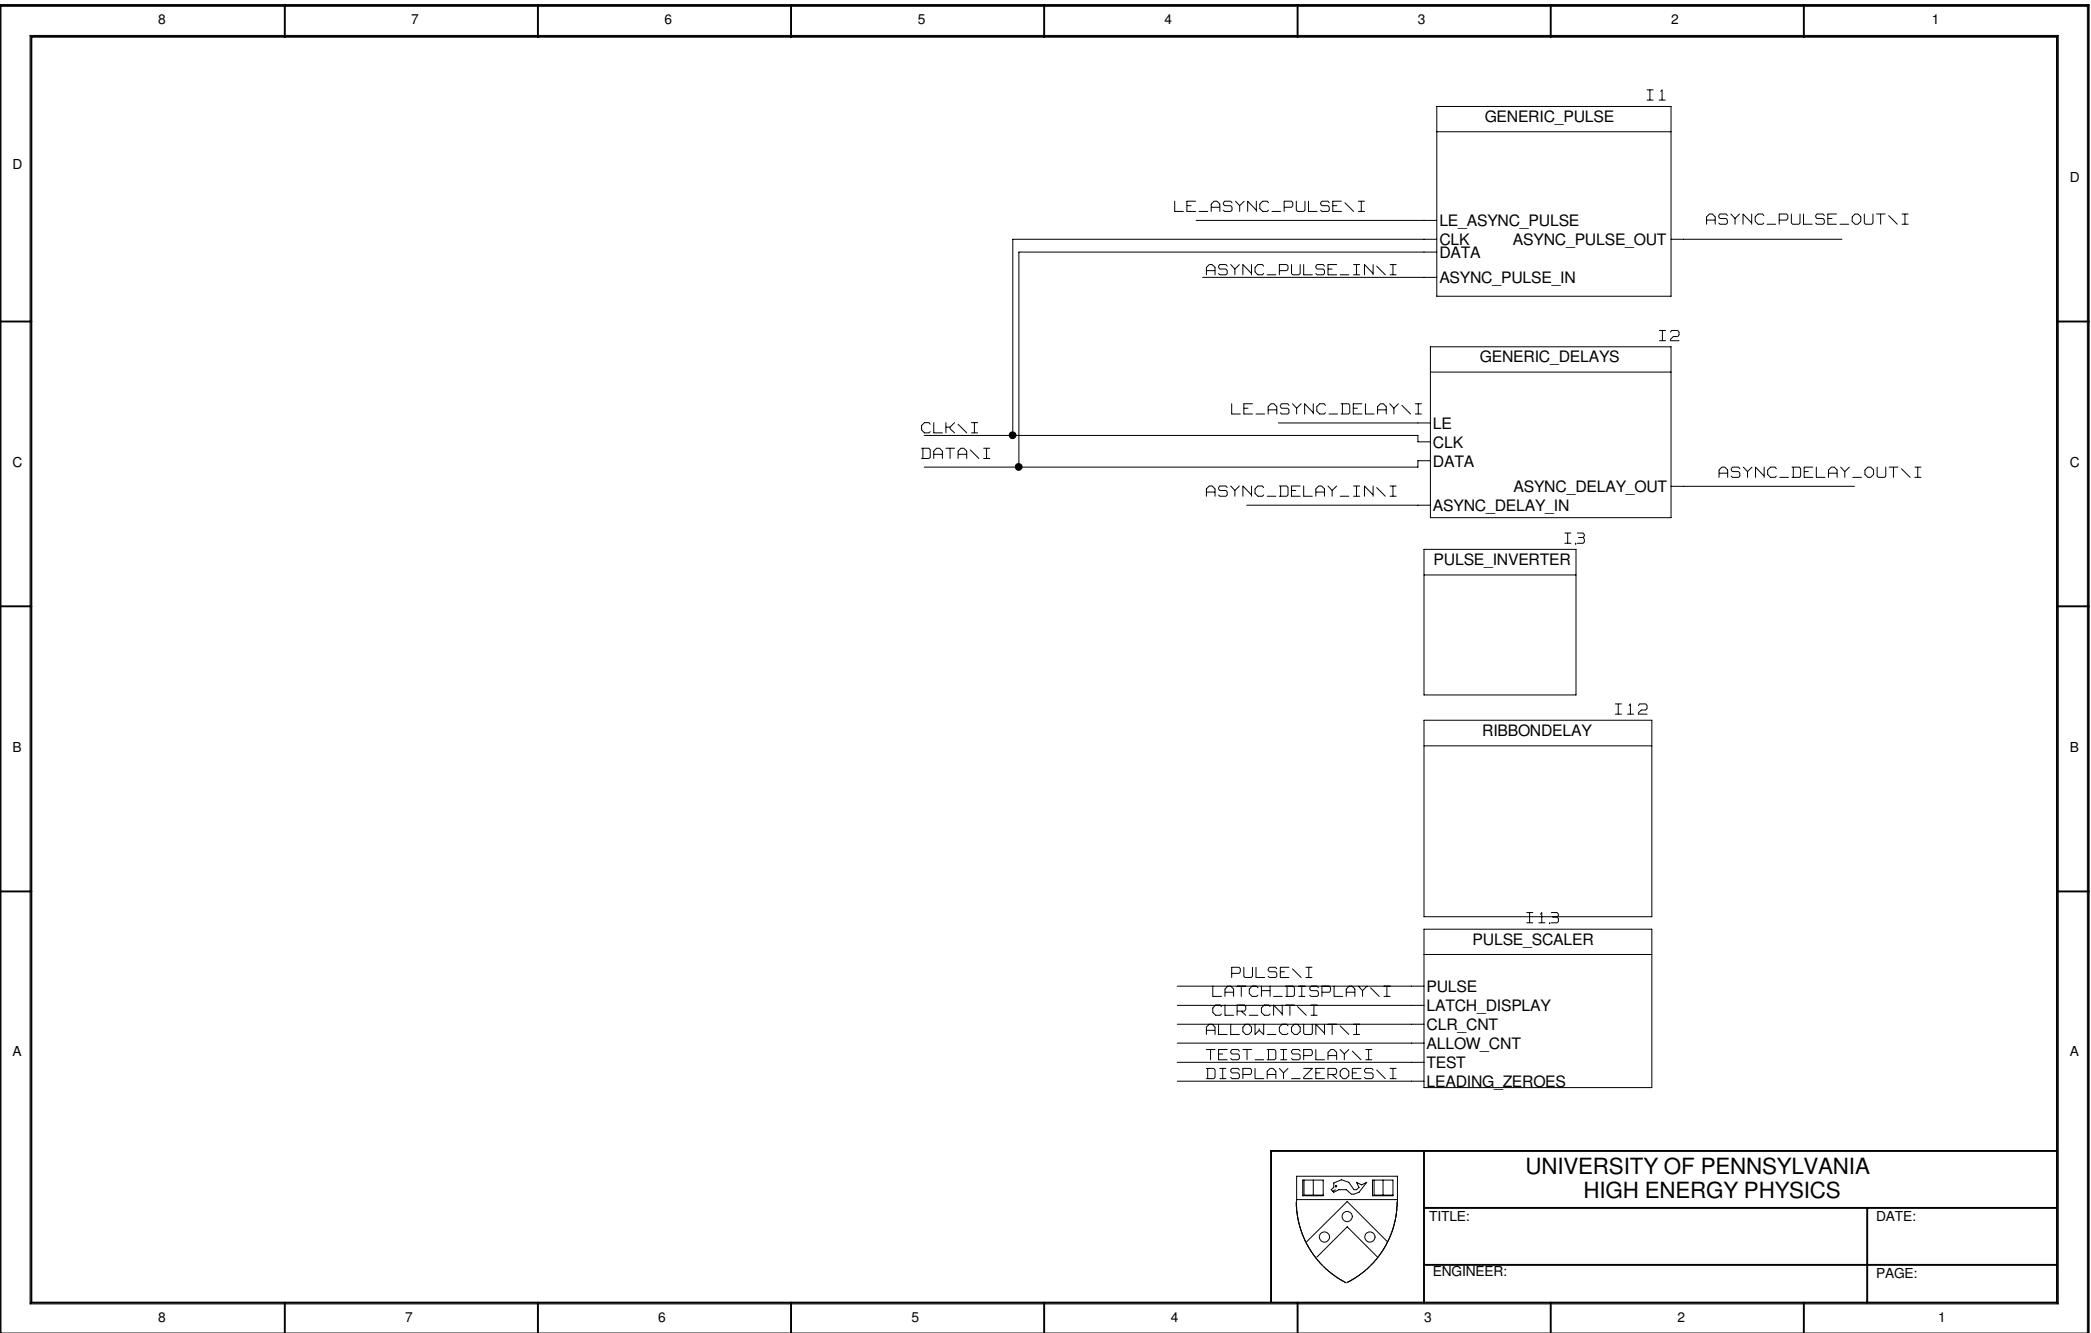 8 7 6 5 4 3 2 1
I1
GENERIC_PULSE
D
D
LE_ASYNC_PULSE\I
LE_ASYNC_PULSE
ASYNC_PULSE_OUT\I
CLK ASYNC_PULSE_OUT
DATA
ASYNC_PULSE_IN\I
ASYNC_PULSE_IN
I2
GENERIC_DELAYS
LE_ASYNC_DELAY\I
LE
CLK\I
CLK
DATA\I
DATA
C
C
ASYNC_DELAY_OUT\I
ASYNC_DELAY_IN\I
ASYNC_DELAY_OUT
ASYNC_DELAY_IN
I3
PULSE_INVERTER
I12
RIBBONDELAY
B
B
I13
PULSE_SCALER
PULSE\I
PULSE
LATCH_DISPLAY\I
LATCH_DISPLAY
CLR_CNT\I
CLR_CNT
ALLOW_COUNT\I
ALLOW_CNT
A
A
TEST_DISPLAY\I
TEST
DISPLAY_ZEROES\I
LEADING_ZEROES
UNIVERSITY OF PENNSYLVANIA
HIGH ENERGY PHYSICS
TITLE:
DATE:
ENGINEER:
PAGE:
8 7 6 5 4 3 2 1